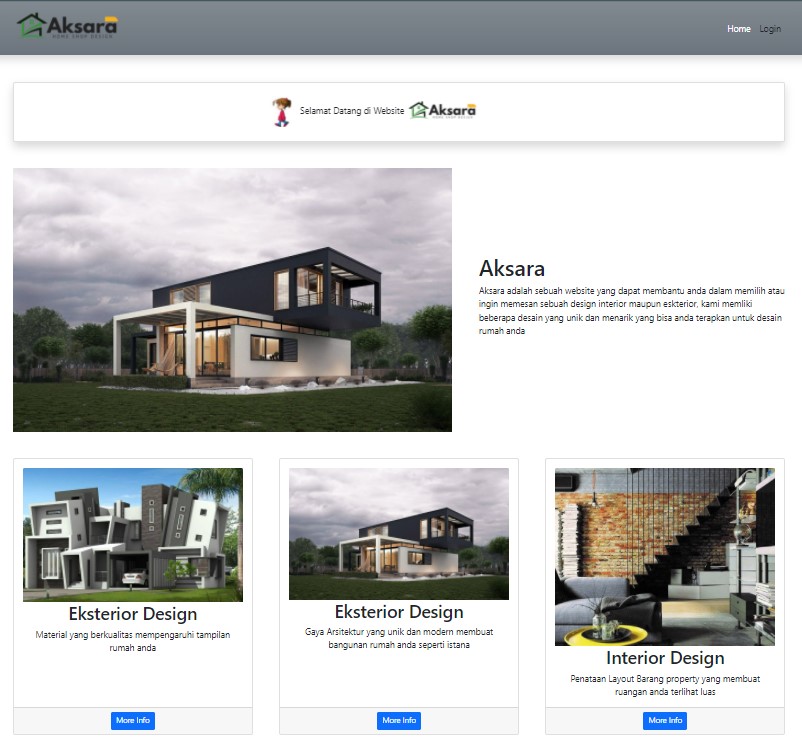 Aksara
HOME SHOP DESIGN
Home Login
Selamat Datang di Website Aksara
Aksara
Aksara adalah sebuah website yang dapat membantu anda dalam memilih atau
ingin memesan sebuah design interior maupun eskterior, kami memliki
beberapa desain yang unik dan menarik yang bisa anda terapkan untuk desain
rumah anda
Eksterior Design
Material yang berkualitas mempengaruhi tampilan
rumah anda
More Info
Eksterior Design
Gaya Arsitektur yang unik dan modern membuat
bangunan rumah anda seperti istana
More Info
Interior Design
Penataan Layout Barang property yang membuat
ruangan anda terlihat luas
More Info